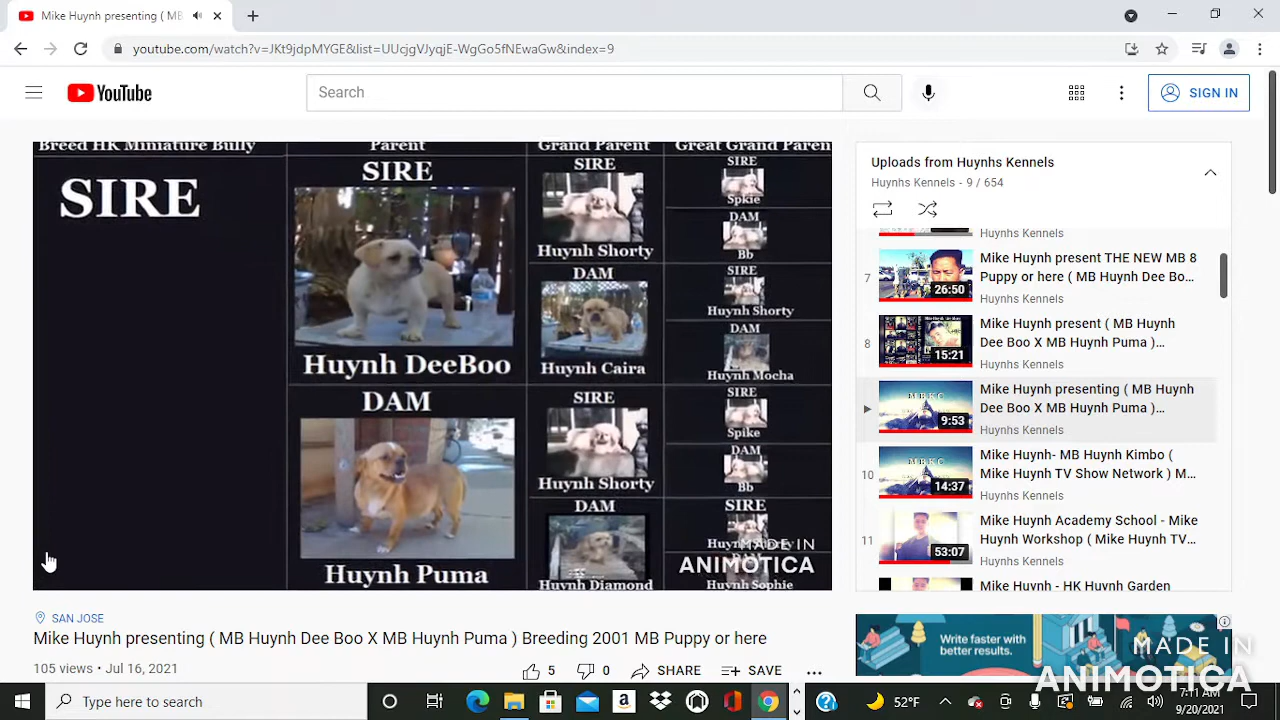 Mike Huynh presenting ( MB
youtube.com/watch?v=JKt9jdpMYGE&list=UUcjgVJyqjE-WgGo5fNEwaGw&index=9
YouTube
Search
SIGN IN
Breed HK Miniature Bully
Parent
Grand Parent
Great Grand Paren
SIRE
SIRE
Huynh DeeBoo
DAM
Huynh Puma
SIRE
Huynh Shorty
DAM
Huynh Caira
SIRE
Huynh Shorty
DAM
Huynh Diamond
SIRE
Spkie
DAM
Bb
SIRE
Huynh Shorty
DAM
Huynh Mocha
SIRE
Spike
DAM
Bb
SIRE
Huynh Sophie
MADE IN
ANIMOTICA
SAN JOSE
Mike Huynh presenting ( MB Huynh Dee Boo X MB Huynh Puma ) Breeding 2001 MB Puppy or here
105 views • Jul 16, 2021
5
0
SHARE
SAVE
Uploads from Huynhs Kennels
Huynhs Kennels - 9 / 654
Huynhs Kennels
7
26:50
Mike Huynh present THE NEW MB 8
Puppy or here ( MB Huynh Dee Bo...
Huynhs Kennels
8
15:21
Mike Huynh present ( MB Huynh
Dee Boo X MB Huynh Puma )...
Huynhs Kennels
M B K C
9:53
Mike Huynh presenting ( MB Huynh
Dee Boo X MB Huynh Puma )...
Huynhs Kennels
10
M B K C
14:37
Mike Huynh- MB Huynh Kimbo (
Mike Huynh TV Show Network ) M...
Huynhs Kennels
11
53:07
Mike Huynh Academy School - Mike
Huynh Workshop ( Mike Huynh TV...
Huynhs Kennels
Mike Huynh - HK Huynh Garden
Write faster with
better results.
MADE IN
ANIMOTICA
Type here to search
52°F
7:11 AM
9/20/2021